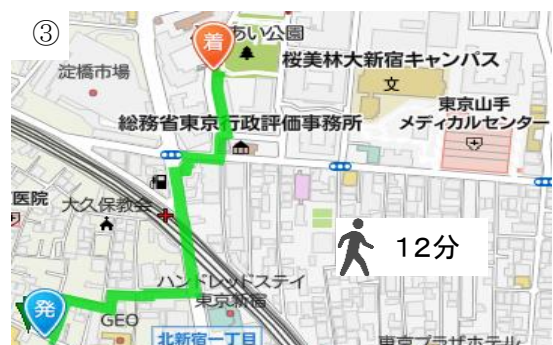 ③
着
あい公園
淀橋市場
桜美林大新宿キャンパス
文
東京山手
メディカルセンター
総務省東京行政評価事務所
医院
大久保教会
12分
ハンドレッドステイ
東京新宿
発
GEO
北新宿一丁目
東京プラザホテル